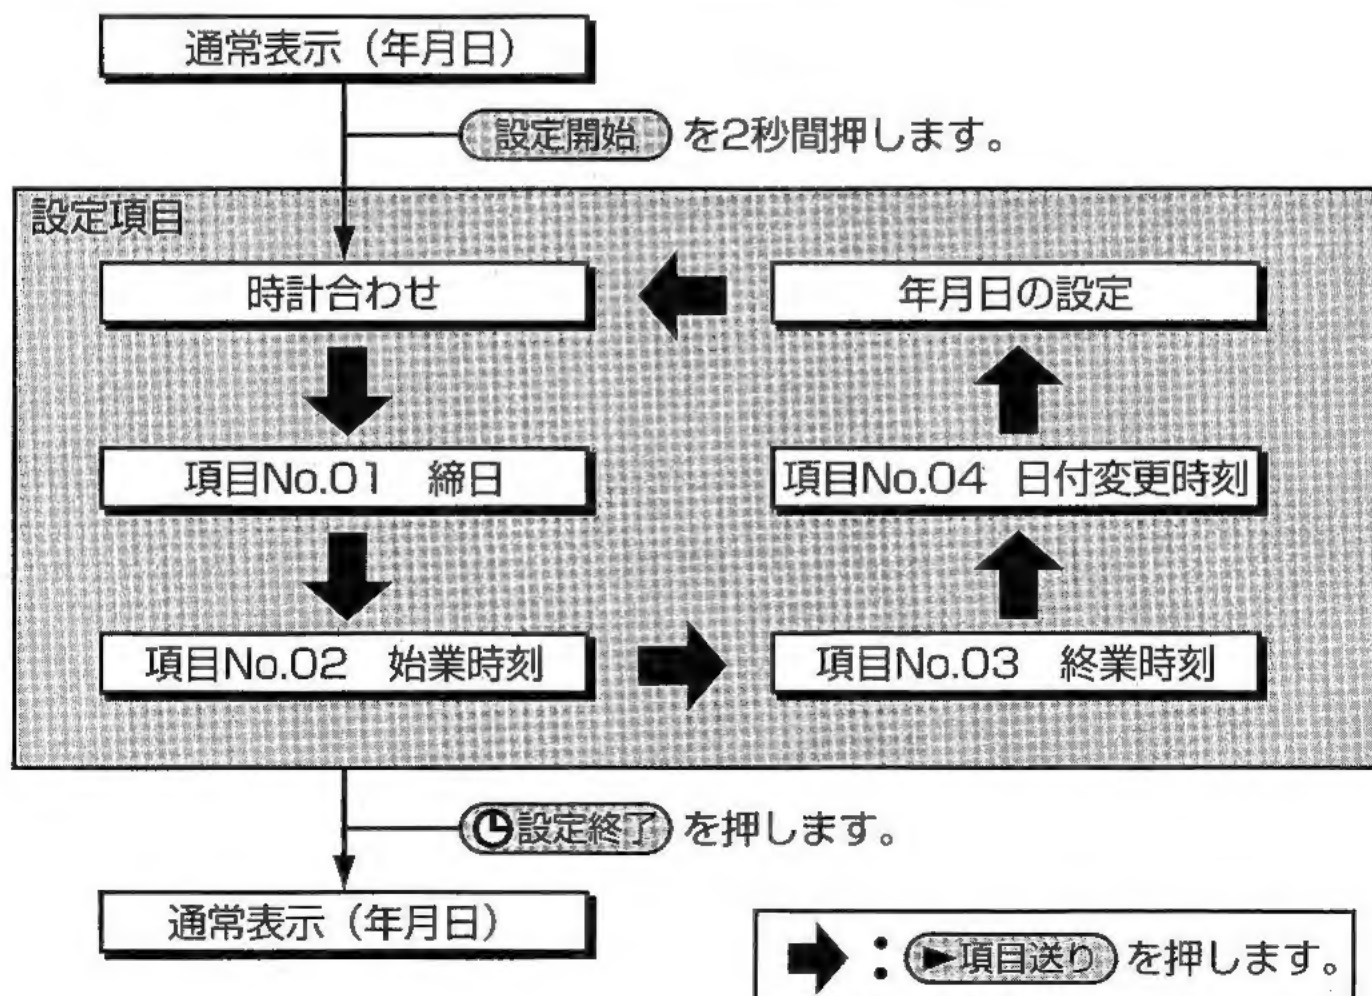 通常表示（年月日）
設定開始 を2秒間押します。
設定項目
時計合わせ
年月日の設定
項目No.01　締日
項目No.04　日付変更時刻
項目No.02　始業時刻
項目No.03　終業時刻
設定終了 を押します。
通常表示（年月日）
：►項目送り を押します。